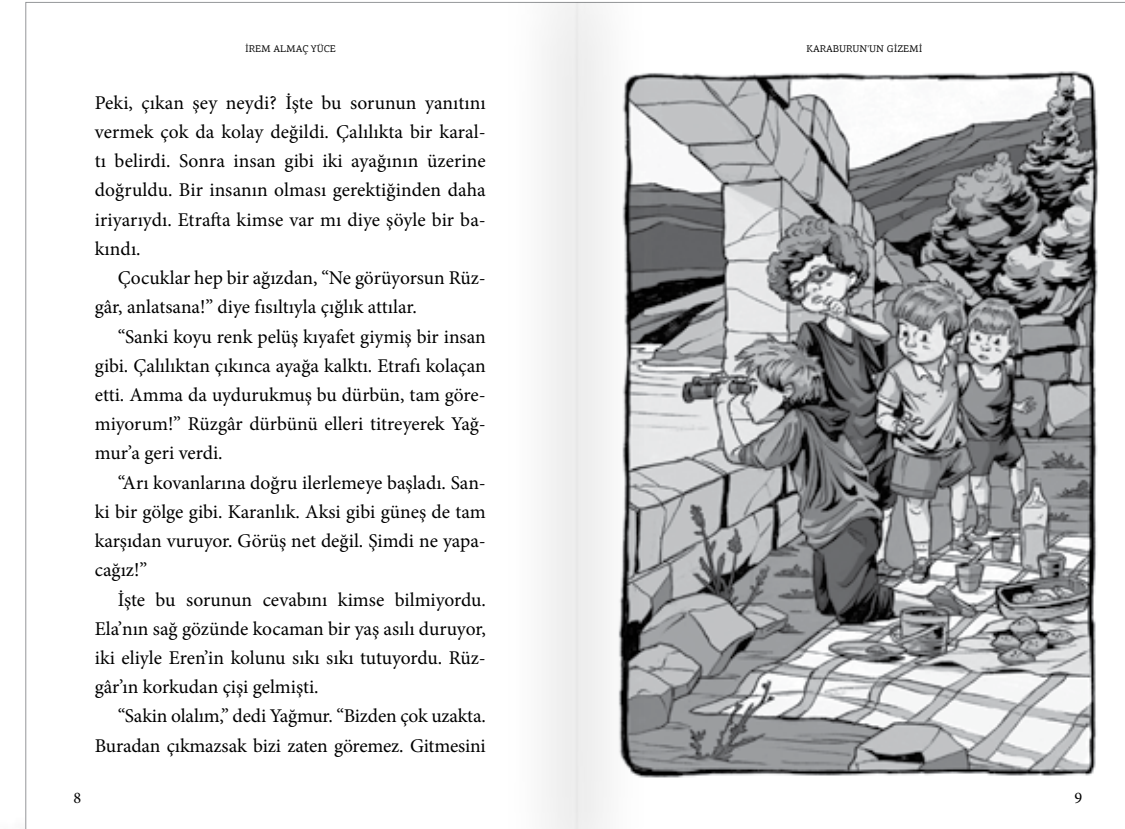 İREM ALMAÇ YÜCE
Peki, çıkan şey neydi? İşte bu sorunun yanıtını
vermek çok da kolay değildi. Çalılıkta bir karal-
tı belirdi. Sonra insan gibi iki ayağının üzerine
doğruldu. Bir insanın olması gerektiğinden daha
iriyarıydı. Etrafta kimse var mı diye şöyle bir ba-
kındı.
Çocuklar hep bir ağızdan, “Ne görüyorsun Rüz-
gâr, anlatsana!” diye fısıltıyla çığlık attılar.
“Sanki koyu renk pelüş kıyafet giymiş bir insan
gibi. Çalılıktan çıkınca ayağa kalktı. Etrafı kolaçan
etti. Amma da uydurukmuş bu dürbün, tam göre-
miyorum!” Rüzgâr dürbünü elleri titreyerek Yağ-
mur’a geri verdi.
“Arı kovanlarına doğru ilerlemeye başladı. San-
ki bir gölge gibi. Karanlık. Aksi gibi güneş de tam
karşıdan vuruyor. Görüş net değil. Şimdi ne yapa-
cağız!”
İşte bu sorunun cevabını kimse bilmiyordu.
Ela’nın sağ gözünde kocaman bir yaş asılı duruyor,
iki eliyle Eren’in kolunu sıkı sıkı tutuyordu. Rüz-
gâr’ın korkudan çişi gelmişti.
“Sakin olalım,” dedi Yağmur. “Bizden çok uzakta.
Buradan çıkmazsak bizi zaten göremez. Gitmesini
8
KARABURUN'UN GİZEMİ
9